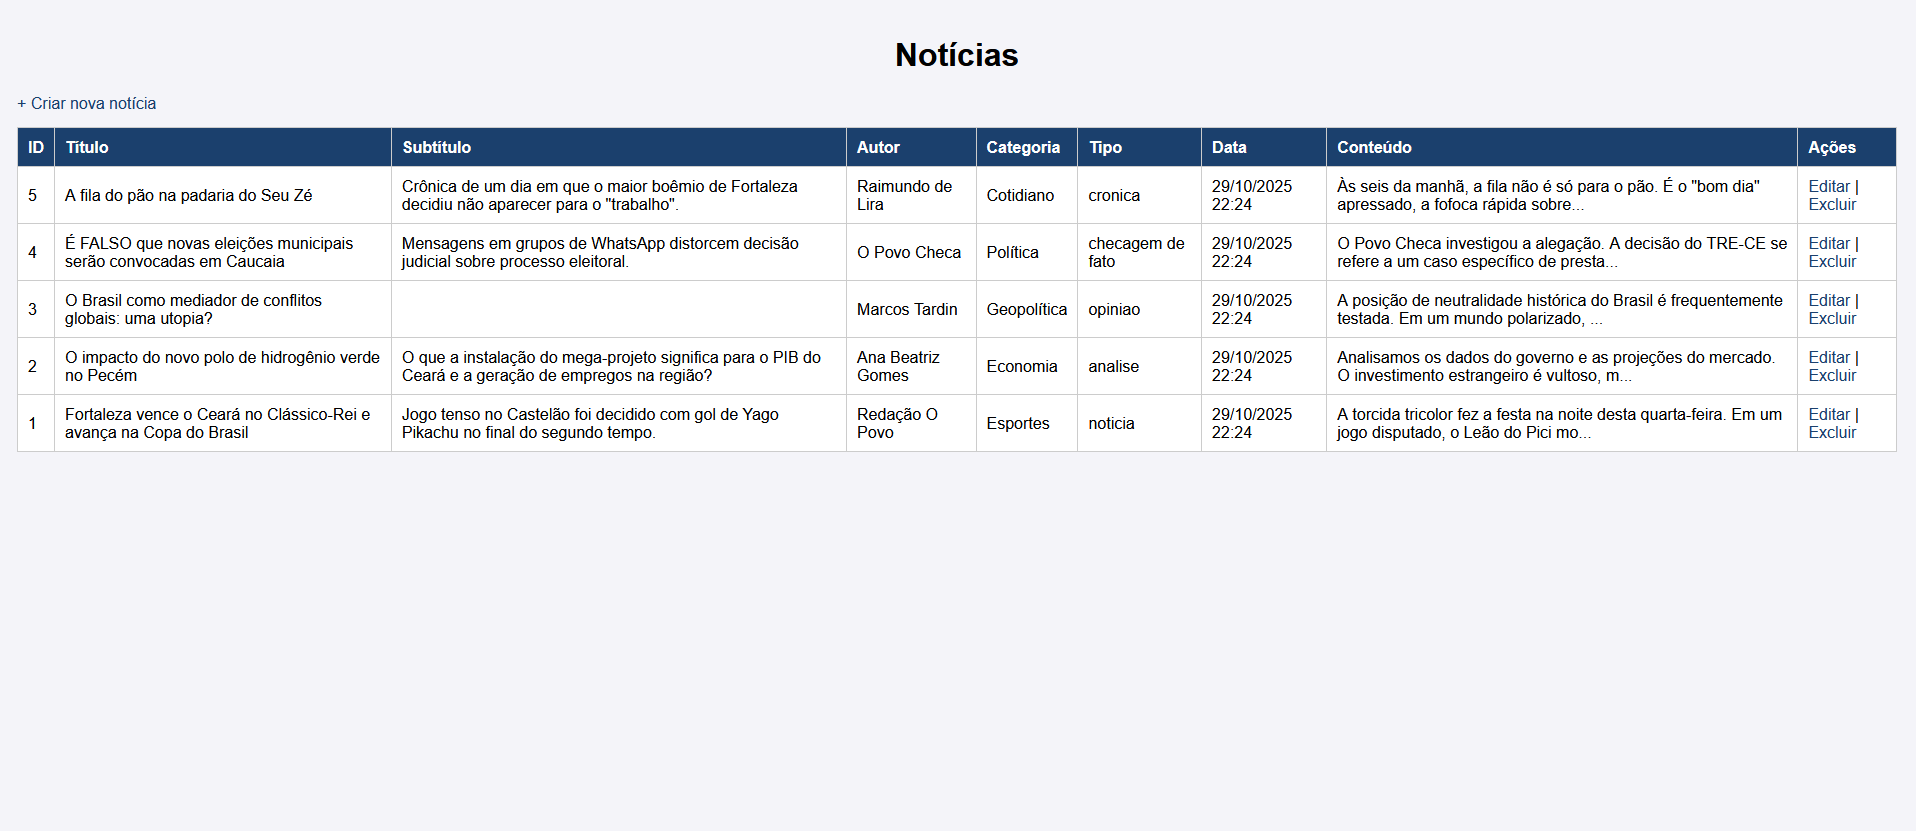 Notícias
+ Criar nova notícia
ID Título Subtítulo Autor Categoria Tipo Data Conteúdo Ações
5 A fila do pão na padaria do Seu Zé Crônica de um dia em que o maior boêmio de Fortaleza decidiu não aparecer para o "trabalho". Raimundo de Lira Cotidiano cronica 29/10/2025 22:24 Às seis da manhã, a fila não é só para o pão. É o "bom dia" apressado, a fofoca rápida sobre... Editar | Excluir
4 É FALSO que novas eleições municipais serão convocadas em Caucaia Mensagens em grupos de WhatsApp distorcem decisão judicial sobre processo eleitoral. O Povo Checa Política checagem de fato 29/10/2025 22:24 O Povo Checa investigou a alegação. A decisão do TRE-CE se refere a um caso específico de presta... Editar | Excluir
3 O Brasil como mediador de conflitos globais: uma utopia? Marcos Tardin Geopolítica opiniao 29/10/2025 22:24 A posição de neutralidade histórica do Brasil é frequentemente testada. Em um mundo polarizado, ... Editar | Excluir
2 O impacto do novo polo de hidrogênio verde no Pecém O que a instalação do mega-projeto significa para o PIB do Ceará e a geração de empregos na região? Ana Beatriz Gomes Economia analise 29/10/2025 22:24 Analisamos os dados do governo e as projeções do mercado. O investimento estrangeiro é vultoso, m... Editar | Excluir
1 Fortaleza vence o Ceará no Clássico-Rei e avança na Copa do Brasil Jogo tenso no Castelão foi decidido com gol de Yago Pikachu no final do segundo tempo. Redação O Povo Esportes noticia 29/10/2025 22:24 A torcida tricolor fez a festa na noite desta quarta-feira. Em um jogo disputado, o Leão do Pici mo... Editar | Excluir